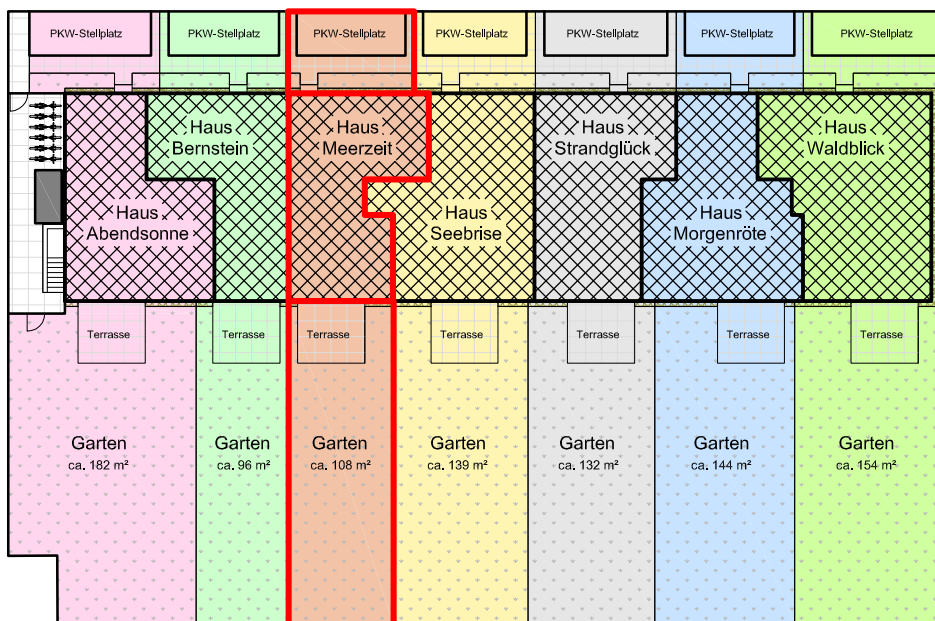 PKW-Stellplatz
PKW-Stellplatz
PKW-Stellplatz
PKW-Stellplatz
PKW-Stellplatz
PKW-Stellplatz
PKW-Stellplatz
Haus
Abendsonne
Haus
Bernstein
Haus
Meerzeit
Haus
Seebrise
Haus
Strandglück
Haus
Morgenröte
Haus
Waldblick
Terrasse
Terrasse
Terrasse
Terrasse
Terrasse
Terrasse
Terrasse
Garten
ca. 182 m²
Garten
ca. 96 m²
Garten
ca. 108 m²
Garten
ca. 139 m²
Garten
ca. 132 m²
Garten
ca. 144 m²
Garten
ca. 154 m²